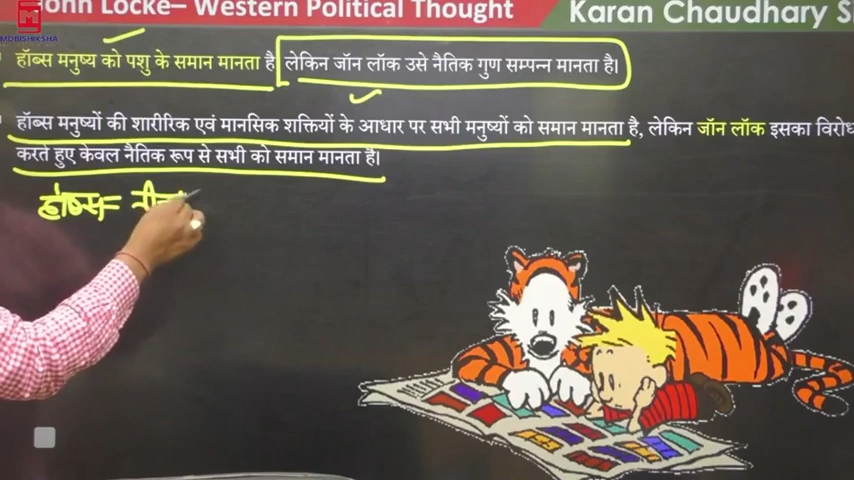 John Locke– Western Political Thought
Karan Chaudhary S
MOBISHIKSHA
हॉब्स मनुष्य को पशु के समान मानता है लेकिन जॉन लॉक उसे नैतिक गुण सम्पन्न मानता है।
हॉब्स मनुष्यों की शारीरिक एवं मानसिक शक्तियों के आधार पर सभी मनुष्यों को समान मानता है, लेकिन जॉन लॉक इसका विरोध
करते हुए केवल नैतिक रूप से सभी को समान मानता है।
हॉब्स =